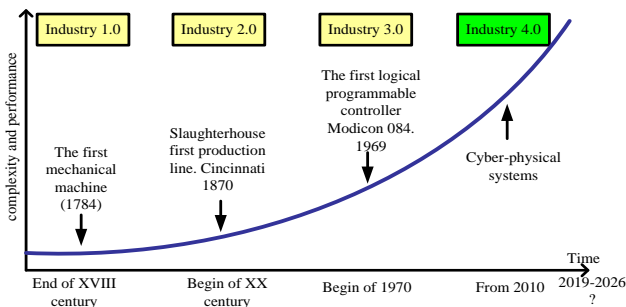 Industry 1.0
Industry 2.0
Industry 3.0
Industry 4.0
complexity and performance
The first
mechanical
machine
(1784)
Slaughterhouse
first production
line. Cincinnati
1870
The first logical
programmable
controller
Modicon 084.
1969
Cyber-physical
systems
Time
End of XVIII
century
Begin of XX
century
Begin of 1970
From 2010
2019-2026
?